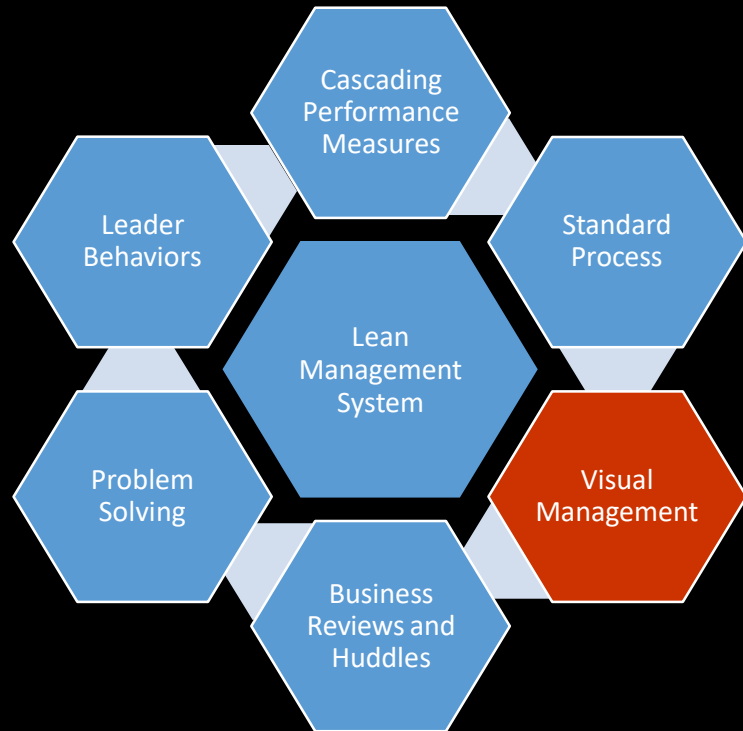 Cascading
Performance
Measures
Leader
Behaviors
Standard
Process
Lean
Management
System
Problem
Solving
Visual
Management
Business
Reviews and
Huddles